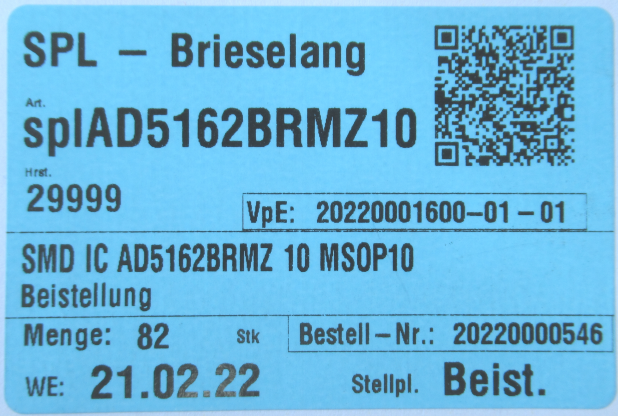 SPL – Brieselang
Art.
splAD5162BRMZ10
Hrst.
29999
VpE: 20220001600-01-01
SMD IC AD5162BRMZ 10 MSOP10
Beistellung
Menge: 82 Stk Bestell-Nr.: 20220000546
WE: 21.02.22 Stellpl. Beist.